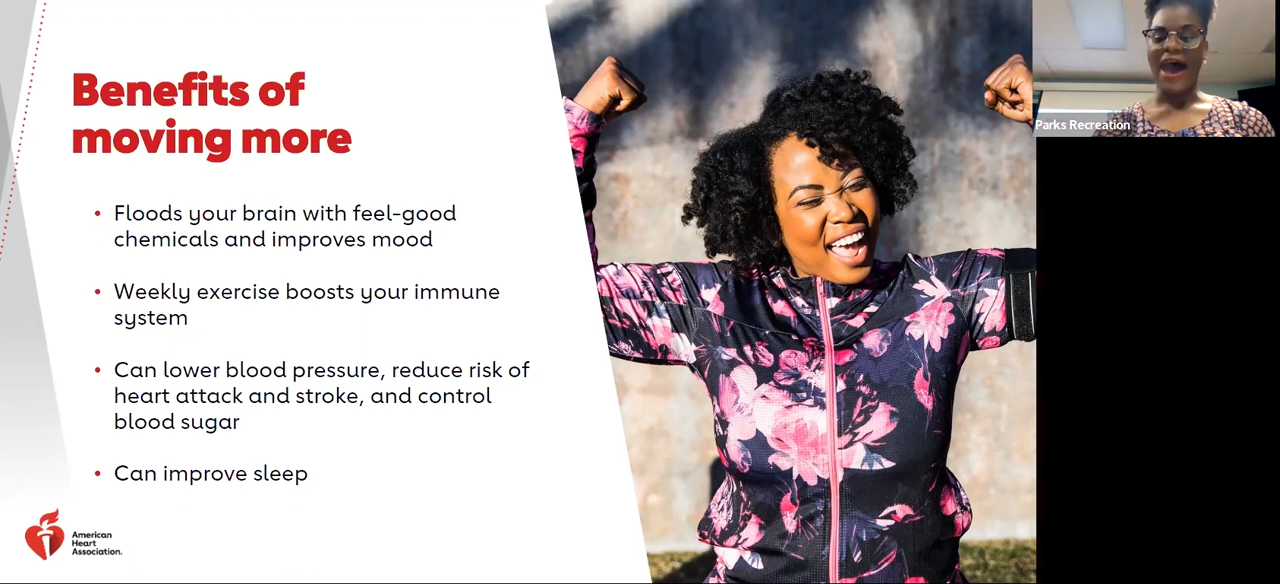 Benefits of
moving more
• Floods your brain with feel-good
chemicals and improves mood
• Weekly exercise boosts your immune
system
• Can lower blood pressure, reduce risk of
heart attack and stroke, and control
blood sugar
• Can improve sleep
American
Heart
Association.
Parks Recreation